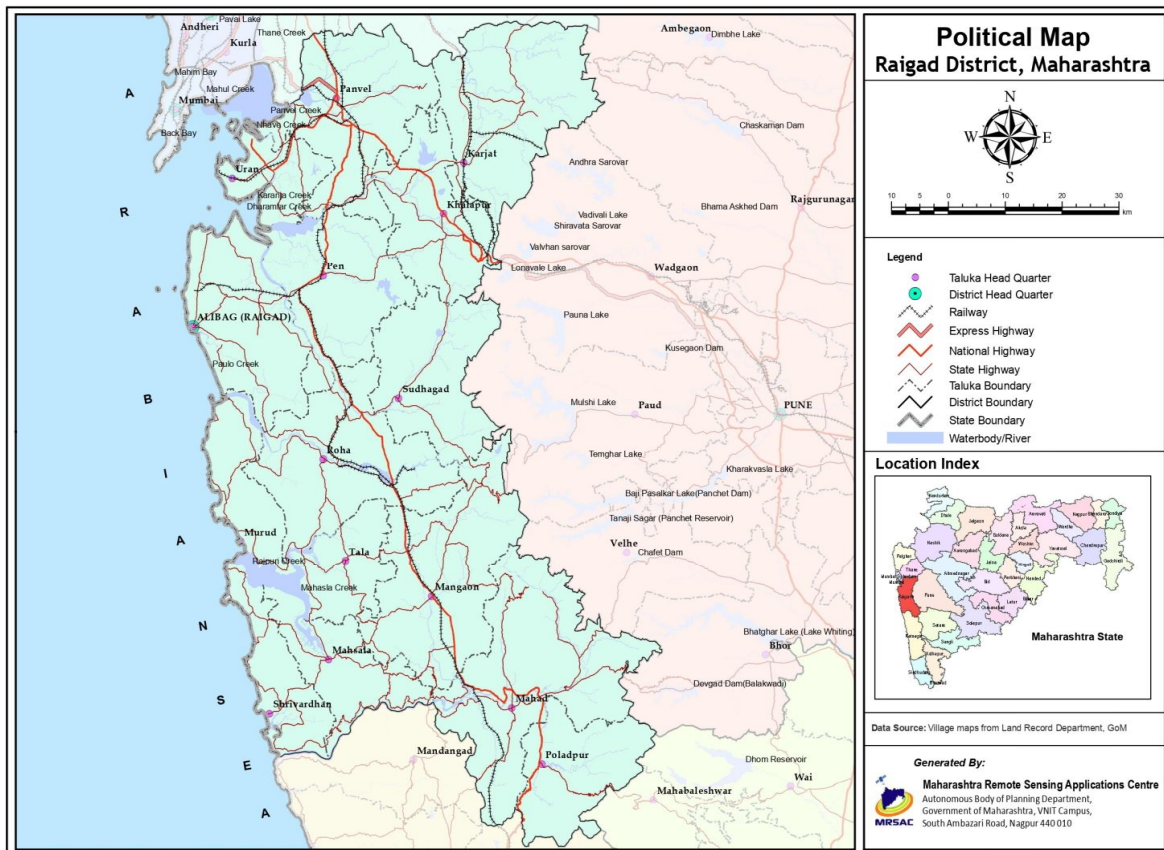 Political Map
Raigad District, Maharashtra
N
W
E
S
10
5
0
10
20
30
km
Legend
Taluka Head Quarter
District Head Quarter
Railway
Express Highway
National Highway
State Highway
Taluka Boundary
District Boundary
State Boundary
Waterbody/River
Location Index
Maharashtra State
Data Source: Village maps from Land Record Department, GoM
Generated By:
Maharashtra Remote Sensing Applications Centre
Autonomous Body of Planning Department,
Government of Maharashtra, VNIT Campus,
South Ambazari Road, Nagpur 440 010
MRSAC
Paval Lake
Andheri
Thane Creek
Kurla
Mahim Bay
Mahul Creek
Mumbai
Back Bay
Panvel
Panvel Creek
Nhave Creek
Uran
Karanja Creek
Dharamtar Creek
Karjat
Khalapur
Pen
ALIBAG (RAIGAD)
Paulo Creek
Sudhagad
Roha
Murud
Rajpuri Creek
Tala
Mahasla Creek
Mangaon
Mahsala
Shrivardhan
Mahad
Poladpur
Mandangad
Mahabaleshwar
Wai
Dhom Reservoir
Ambegaon
Dimbhe Lake
Chaskaman Dam
Andhra Sarovar
Rajgurunagar
Bhama Askhed Dam
Vadivali Lake
Shiravata Sarovar
Valvhan sarovar
Lonavale Lake
Wadgaon
Pauna Lake
Kusegaon Dam
Mulshi Lake
Paud
PUNE
Temghar Lake
Kharakvasla Lake
Baji Pasalkar Lake(Panchet Dam)
Tanaji Sagar (Panchet Reservoir)
Velhe
Chafet Dam
Bhatghar Lake (Lake Whiting)
Bhor
Devgad Dam(Balakwadi)
A R A B I A N S E A